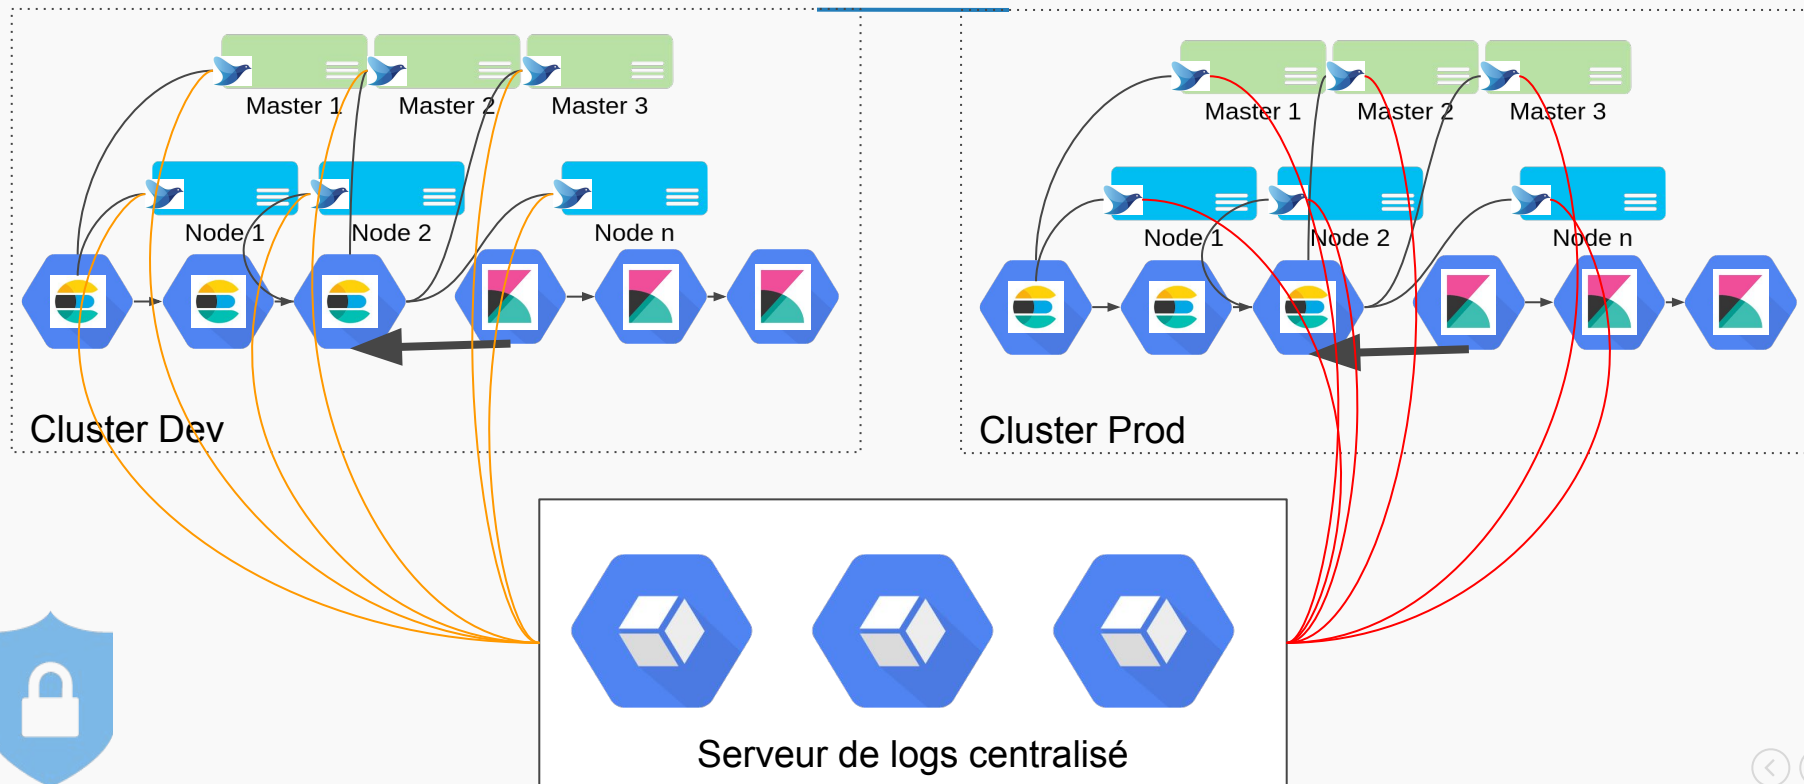 Master 1
Master 2
Master 3
Node 1
Node 2
Node n
Cluster Dev
Master 1
Master 2
Master 3
Node 1
Node 2
Node n
Cluster Prod
Serveur de logs centralisé